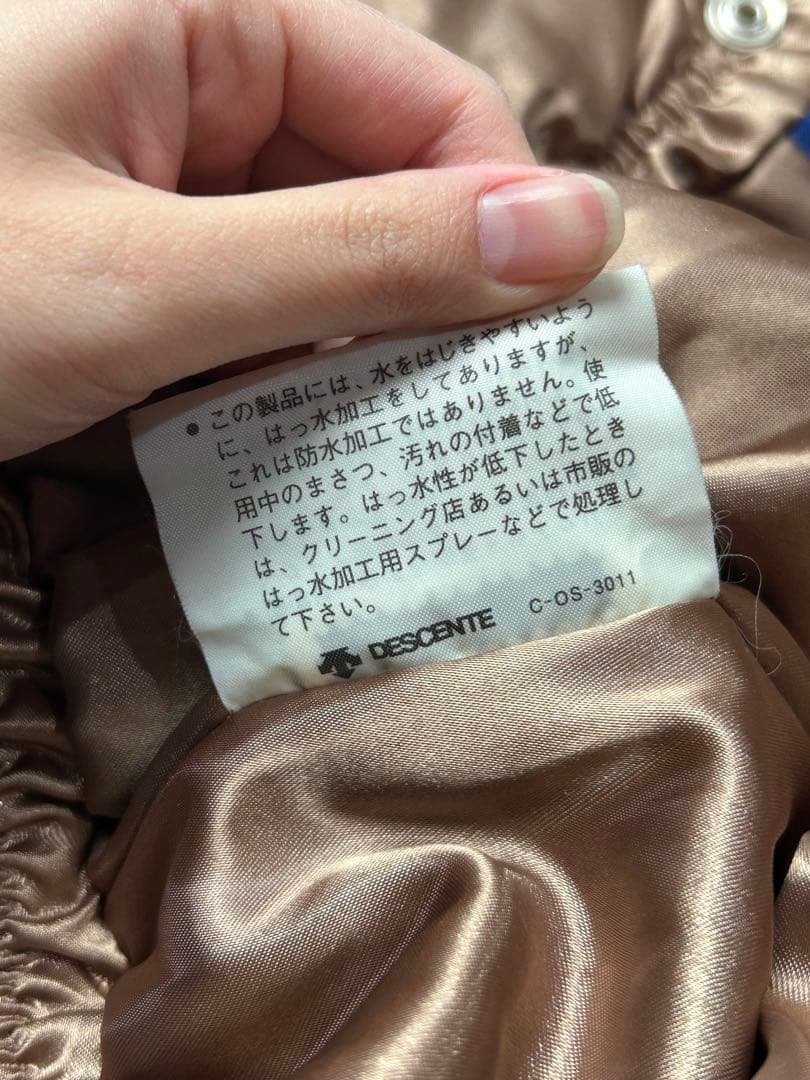 ● この製品には、水をはじきやすいよう
に、はっ水加工をしてありますが、
これは防水加工ではありません。使
用中のまさつ、汚れの付着などで低
下します。はっ水性が低下したとき
は、クリーニング店あるいは市販の
はっ水加工用スプレーなどで処理し
て下さい。
DESCENTE C-OS-3011